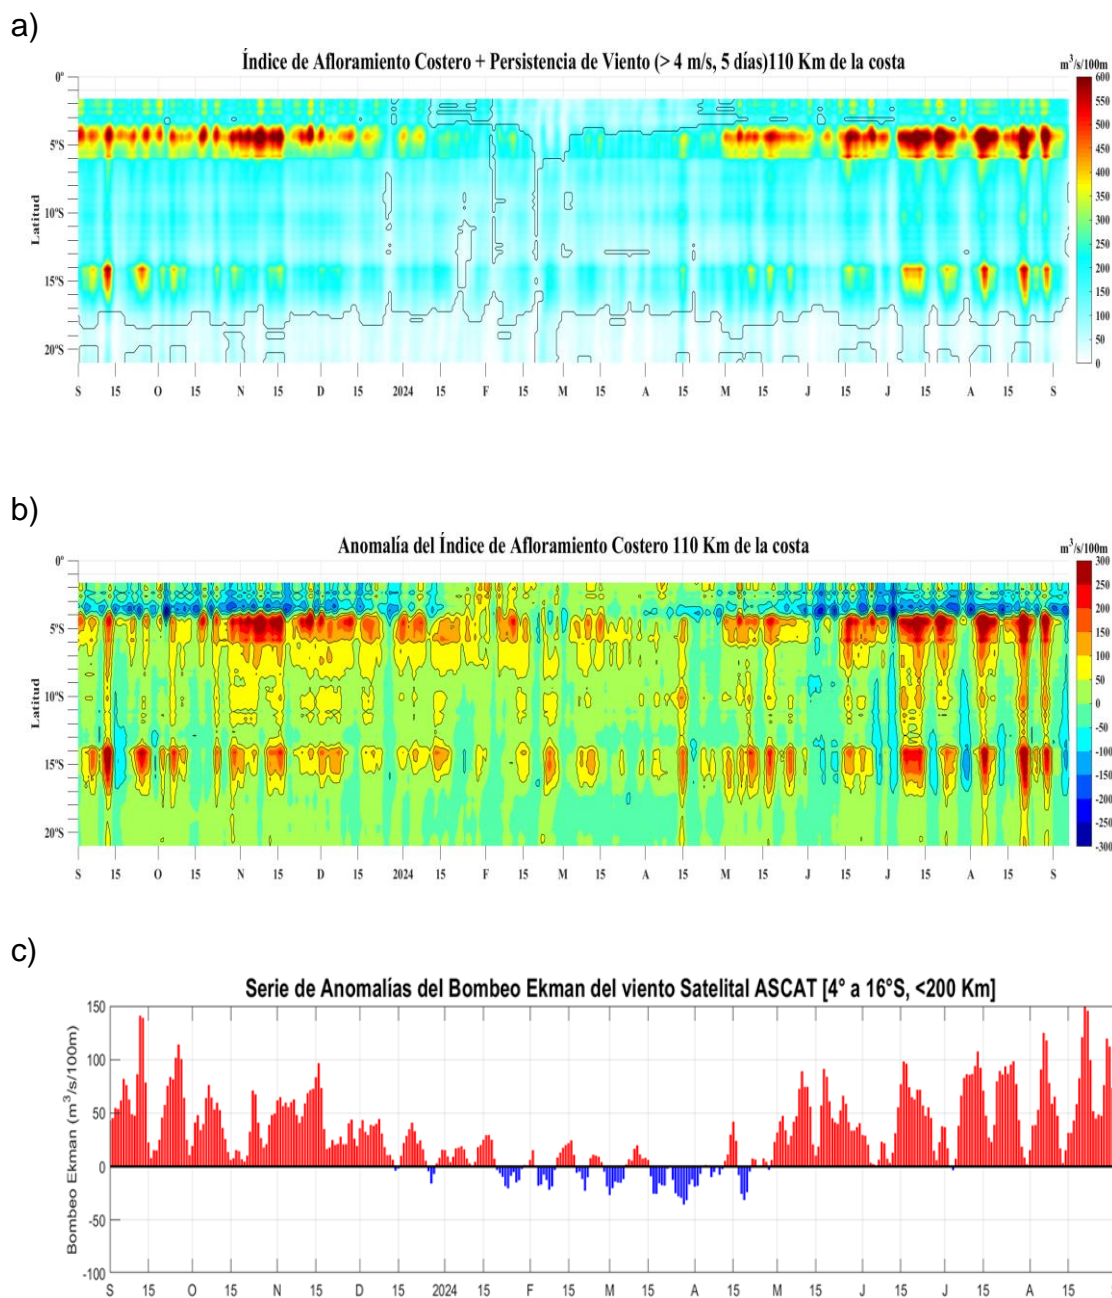 a)
Índice de Afloramiento Costero + Persistencia de Viento (> 4 m/s, 5 días)110 Km de la costa
m³/s/100m
0°
5°S
10°S
15°S
20°S
Latitud
600
550
500
450
400
350
300
250
200
150
100
50
0
S 15 O 15 N 15 D 15 2024 15 F 15 M 15 A 15 M 15 J 15 J 15 A 15 S
b)
Anomalía del Índice de Afloramiento Costero 110 Km de la costa
m³/s/100m
0°
5°S
10°S
15°S
20°S
Latitud
300
250
200
150
100
50
0
-50
-100
-150
-200
-250
-300
S 15 O 15 N 15 D 15 2024 15 F 15 M 15 A 15 M 15 J 15 J 15 A 15 S
c)
Serie de Anomalías del Bombeo Ekman del viento Satelital ASCAT [4° a 16°S, <200 Km]
Bombeo Ekman (m³/s/100m)
150
100
50
0
-50
-100
S 15 O 15 N 15 D 15 2024 15 F 15 M 15 A 15 M 15 J 15 J 15 A 15